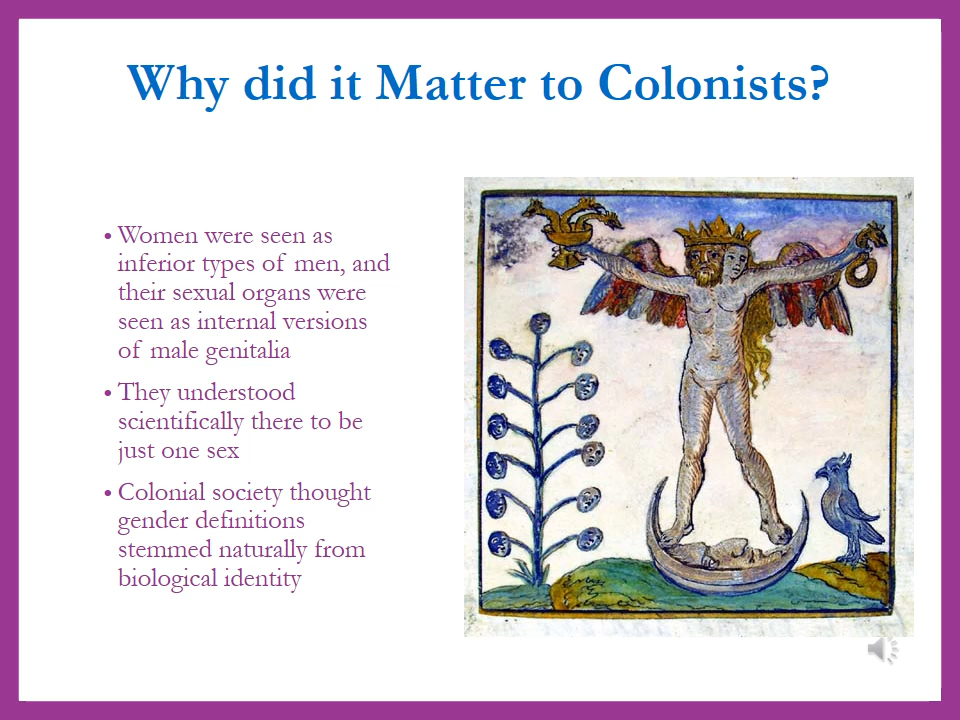 Why did it Matter to Colonists?
• Women were seen as
inferior types of men, and
their sexual organs were
seen as internal versions
of male genitalia
• They understood
scientifically there to be
just one sex
• Colonial society thought
gender definitions
stemmed naturally from
biological identity